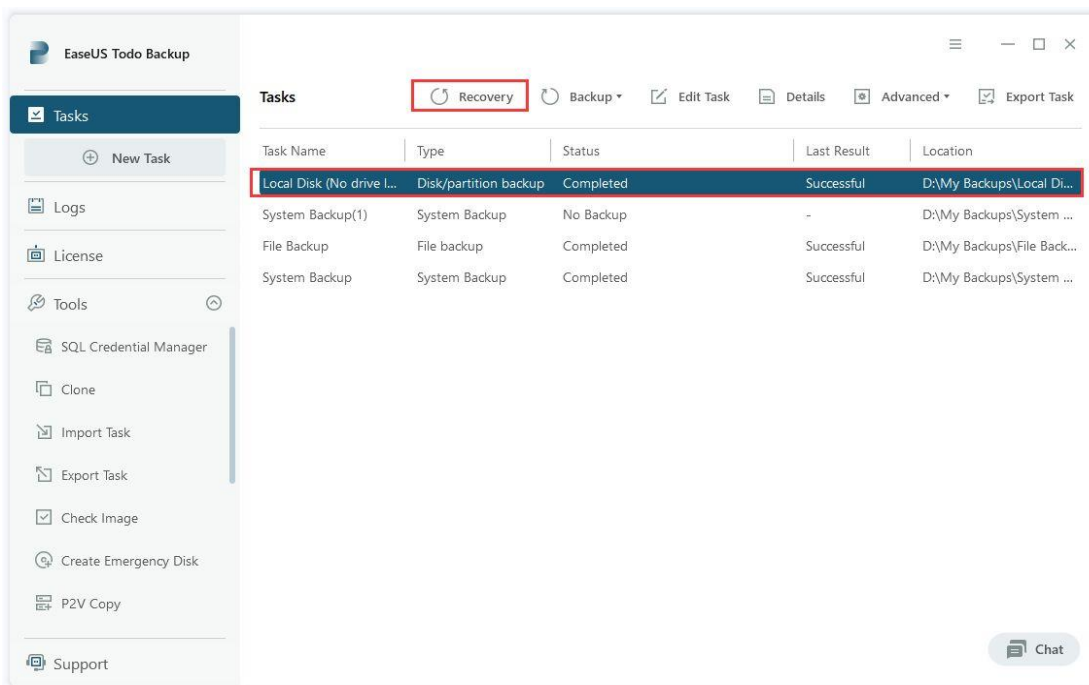 EaseUS Todo Backup
Tasks
New Task
Logs
License
Tools
SQL Credential Manager
Clone
Import Task
Export Task
Check Image
Create Emergency Disk
P2V Copy
Support
Tasks Recovery Backup Edit Task Details Advanced Export Task
Task Name Type Status Last Result Location
Local Disk (No drive l... Disk/partition backup Completed Successful D:\My Backups\Local Di...
System Backup(1) System Backup No Backup - D:\My Backups\System ...
File Backup File backup Completed Successful D:\My Backups\File Back...
System Backup System Backup Completed Successful D:\My Backups\System ...
Chat